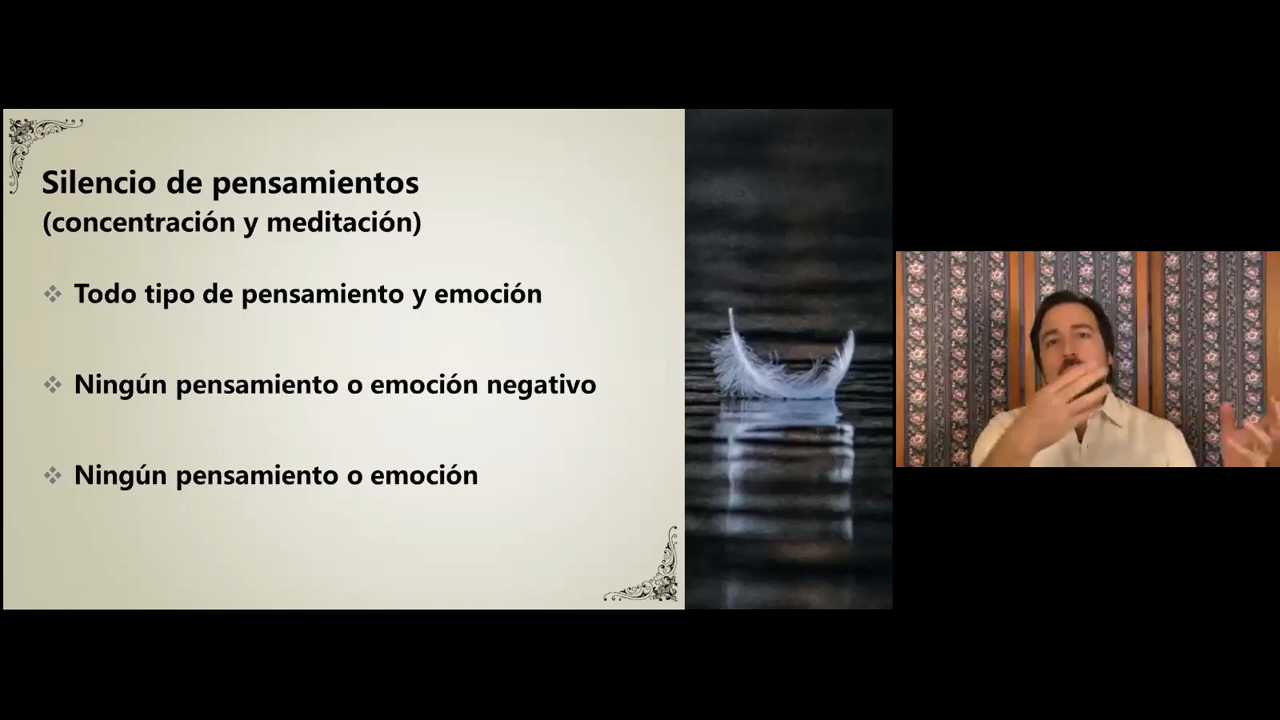 Silencio de pensamientos
(concentración y meditación)
Todo tipo de pensamiento y emoción
Ningún pensamiento o emoción negativo
Ningún pensamiento o emoción